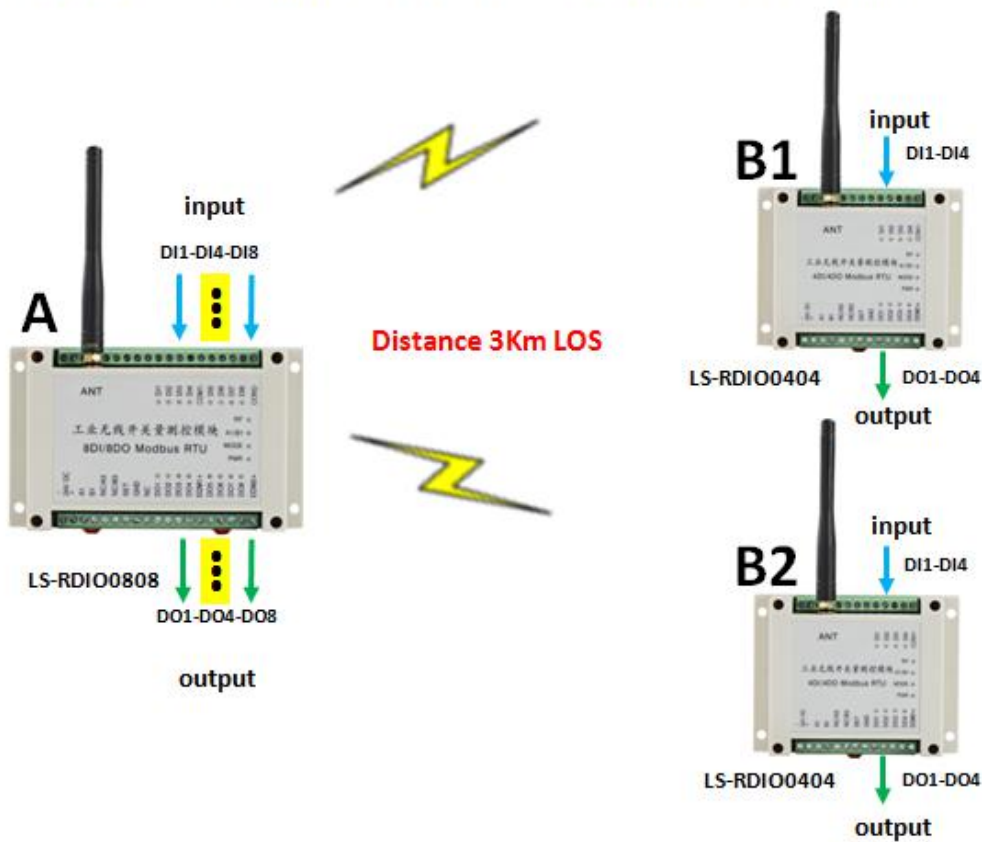 input
DI1-DI4-DI8
A
ANT
工业无线开关量测控模块
8DI/8DO Modbus RTU
LS-RDIO0808
DO1-DO4-DO8
output
Distance 3Km LOS
B1
input
DI1-DI4
ANT
工业无线开关量测控模块
4DI/4DO Modbus RTU
LS-RDIO0404
DO1-DO4
output
B2
input
DI1-DI4
ANT
工业无线开关量测控模块
4DI/4DO Modbus RTU
LS-RDIO0404
DO1-DO4
output